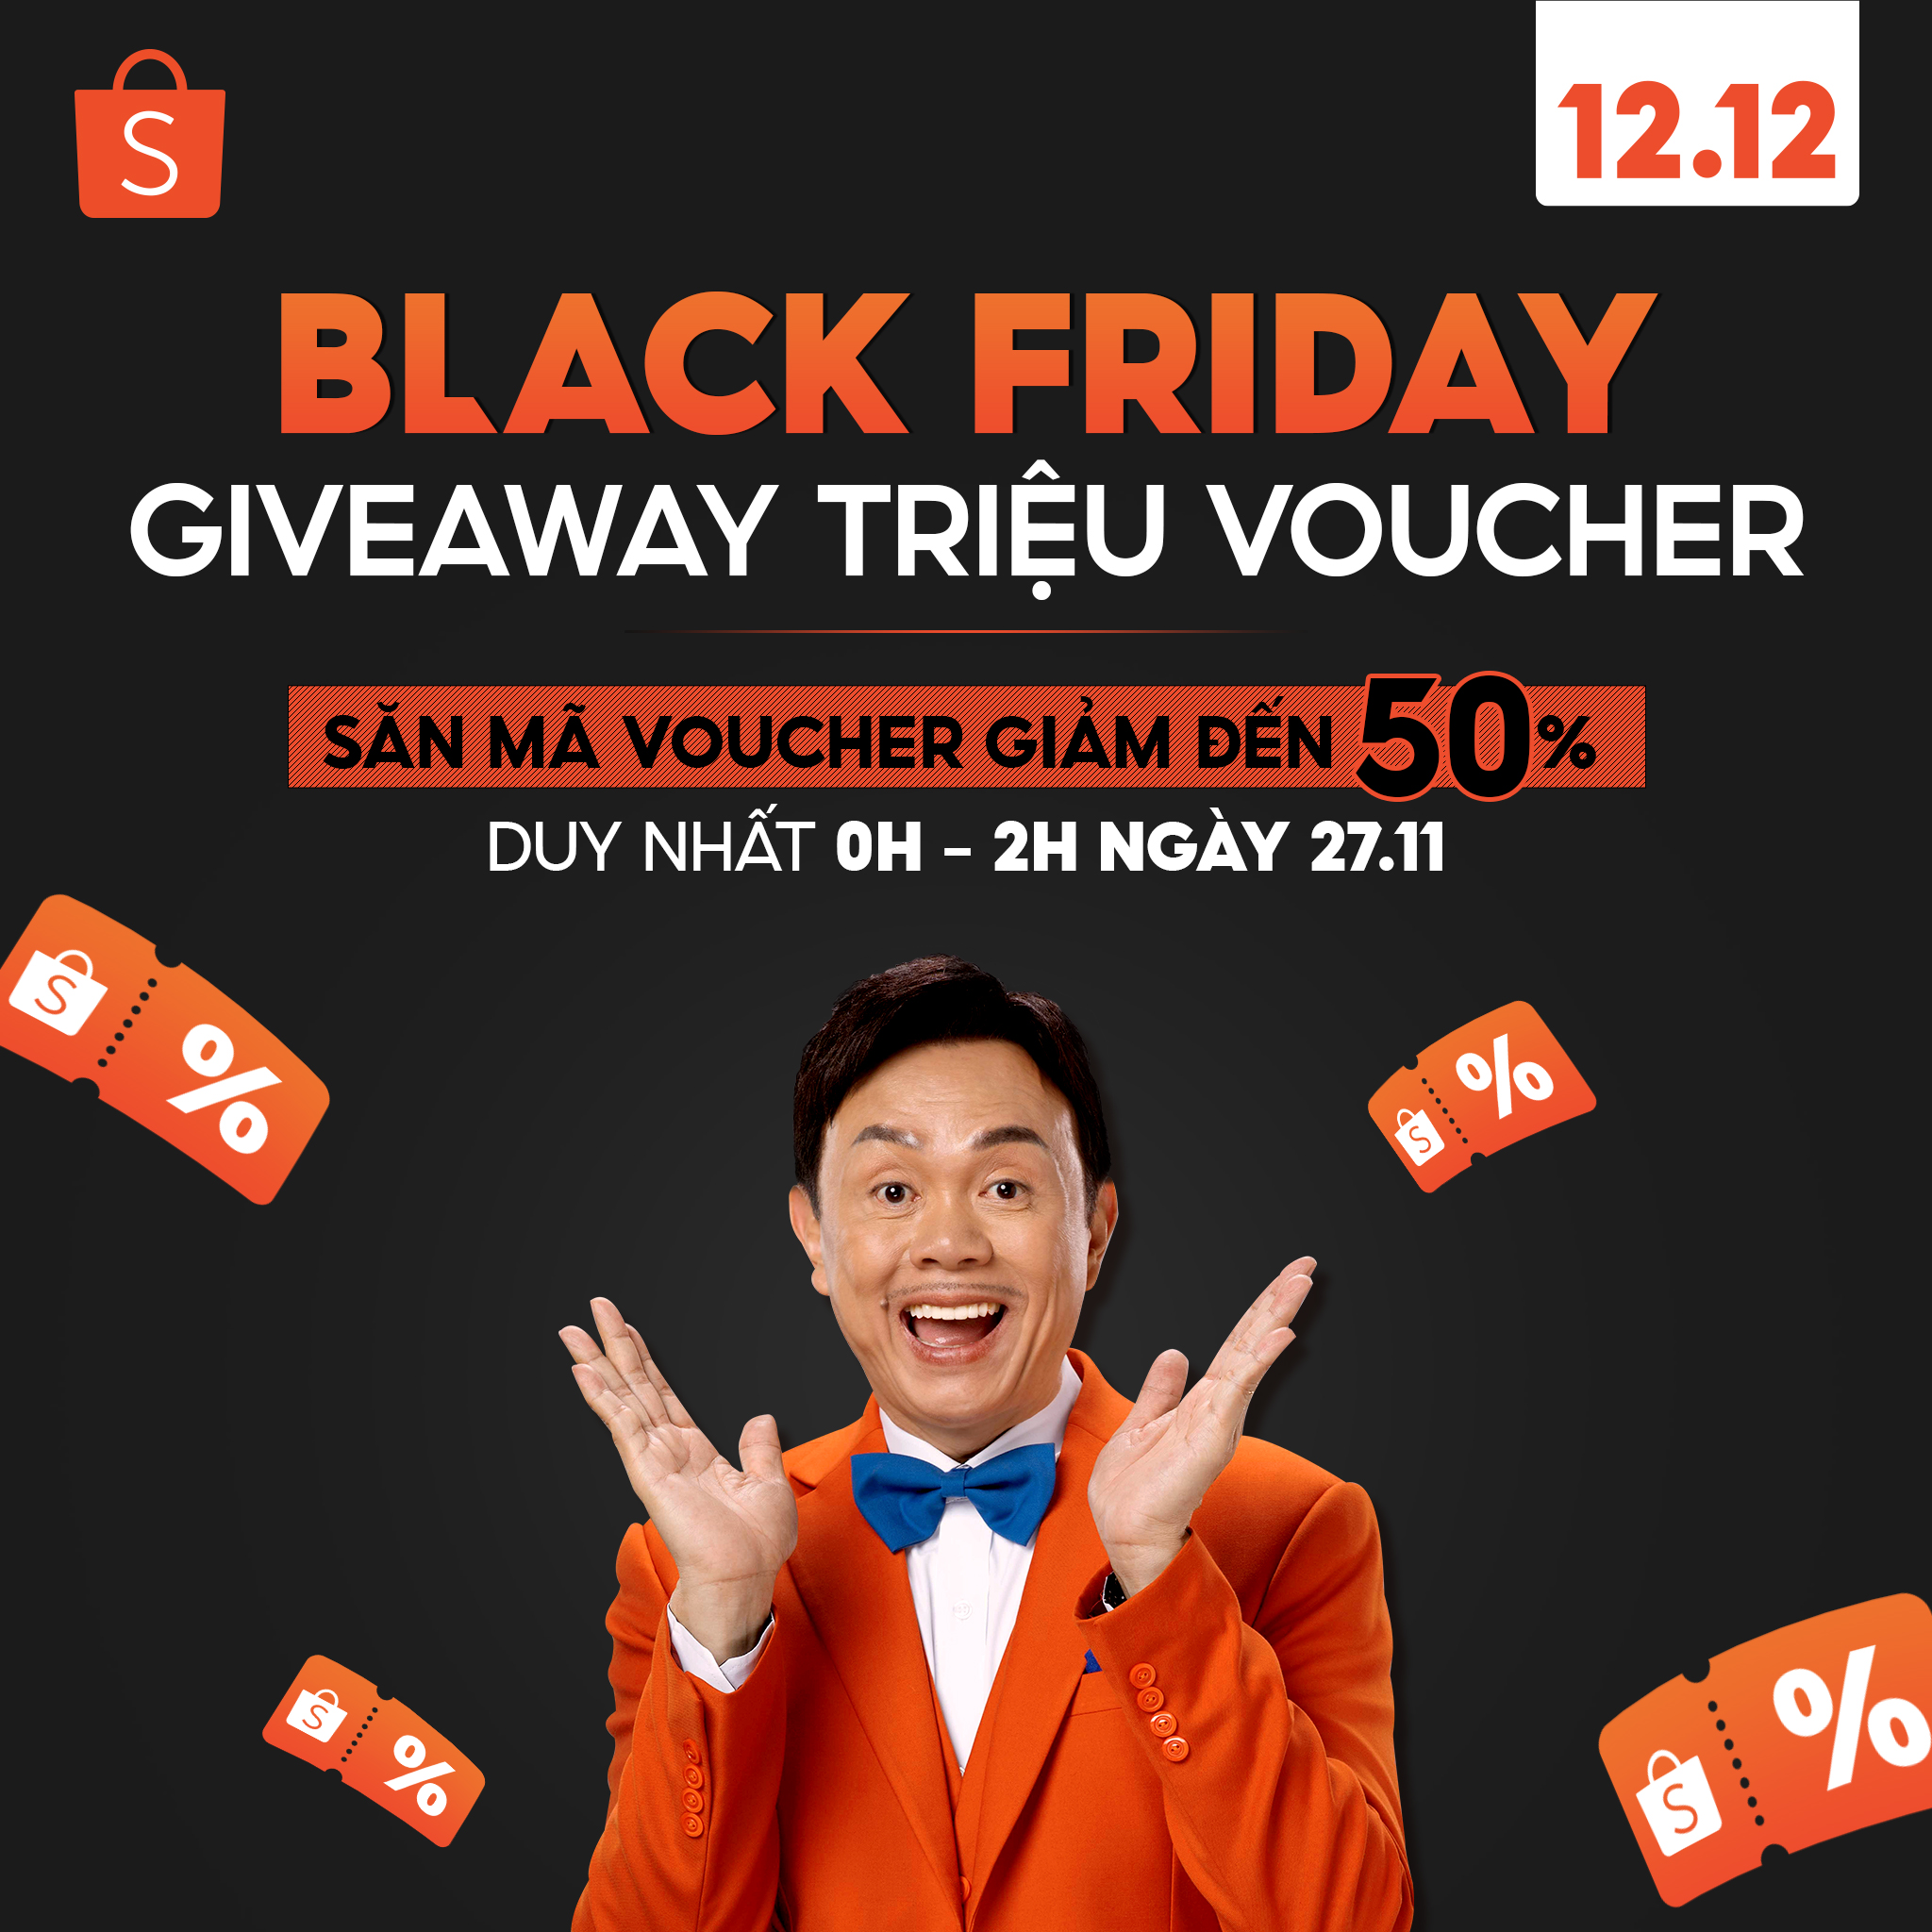 S
12.12
BLACK FRIDAY
GIVEAWAY TRIỆU VOUCHER
SĂN MÃ VOUCHER GIẢM ĐẾN 50%
DUY NHẤT 0H - 2H NGÀY 27.11
S %
S %
S %
S %